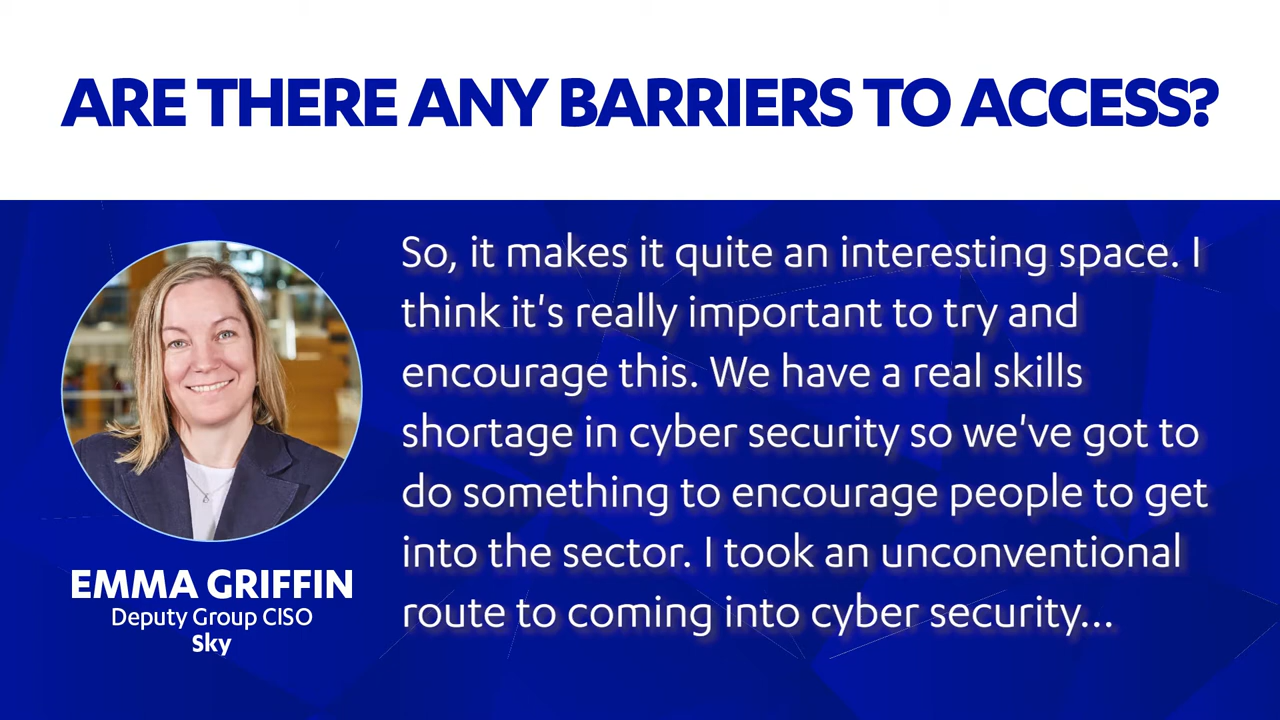 ARE THERE ANY BARRIERS TO ACCESS?
So, it makes it quite an interesting space. I
think it's really important to try and
encourage this. We have a real skills
shortage in cyber security so we've got to
do something to encourage people to get
into the sector. I took an unconventional
route to coming into cyber security...
EMMA GRIFFIN
Deputy Group CISO
Sky